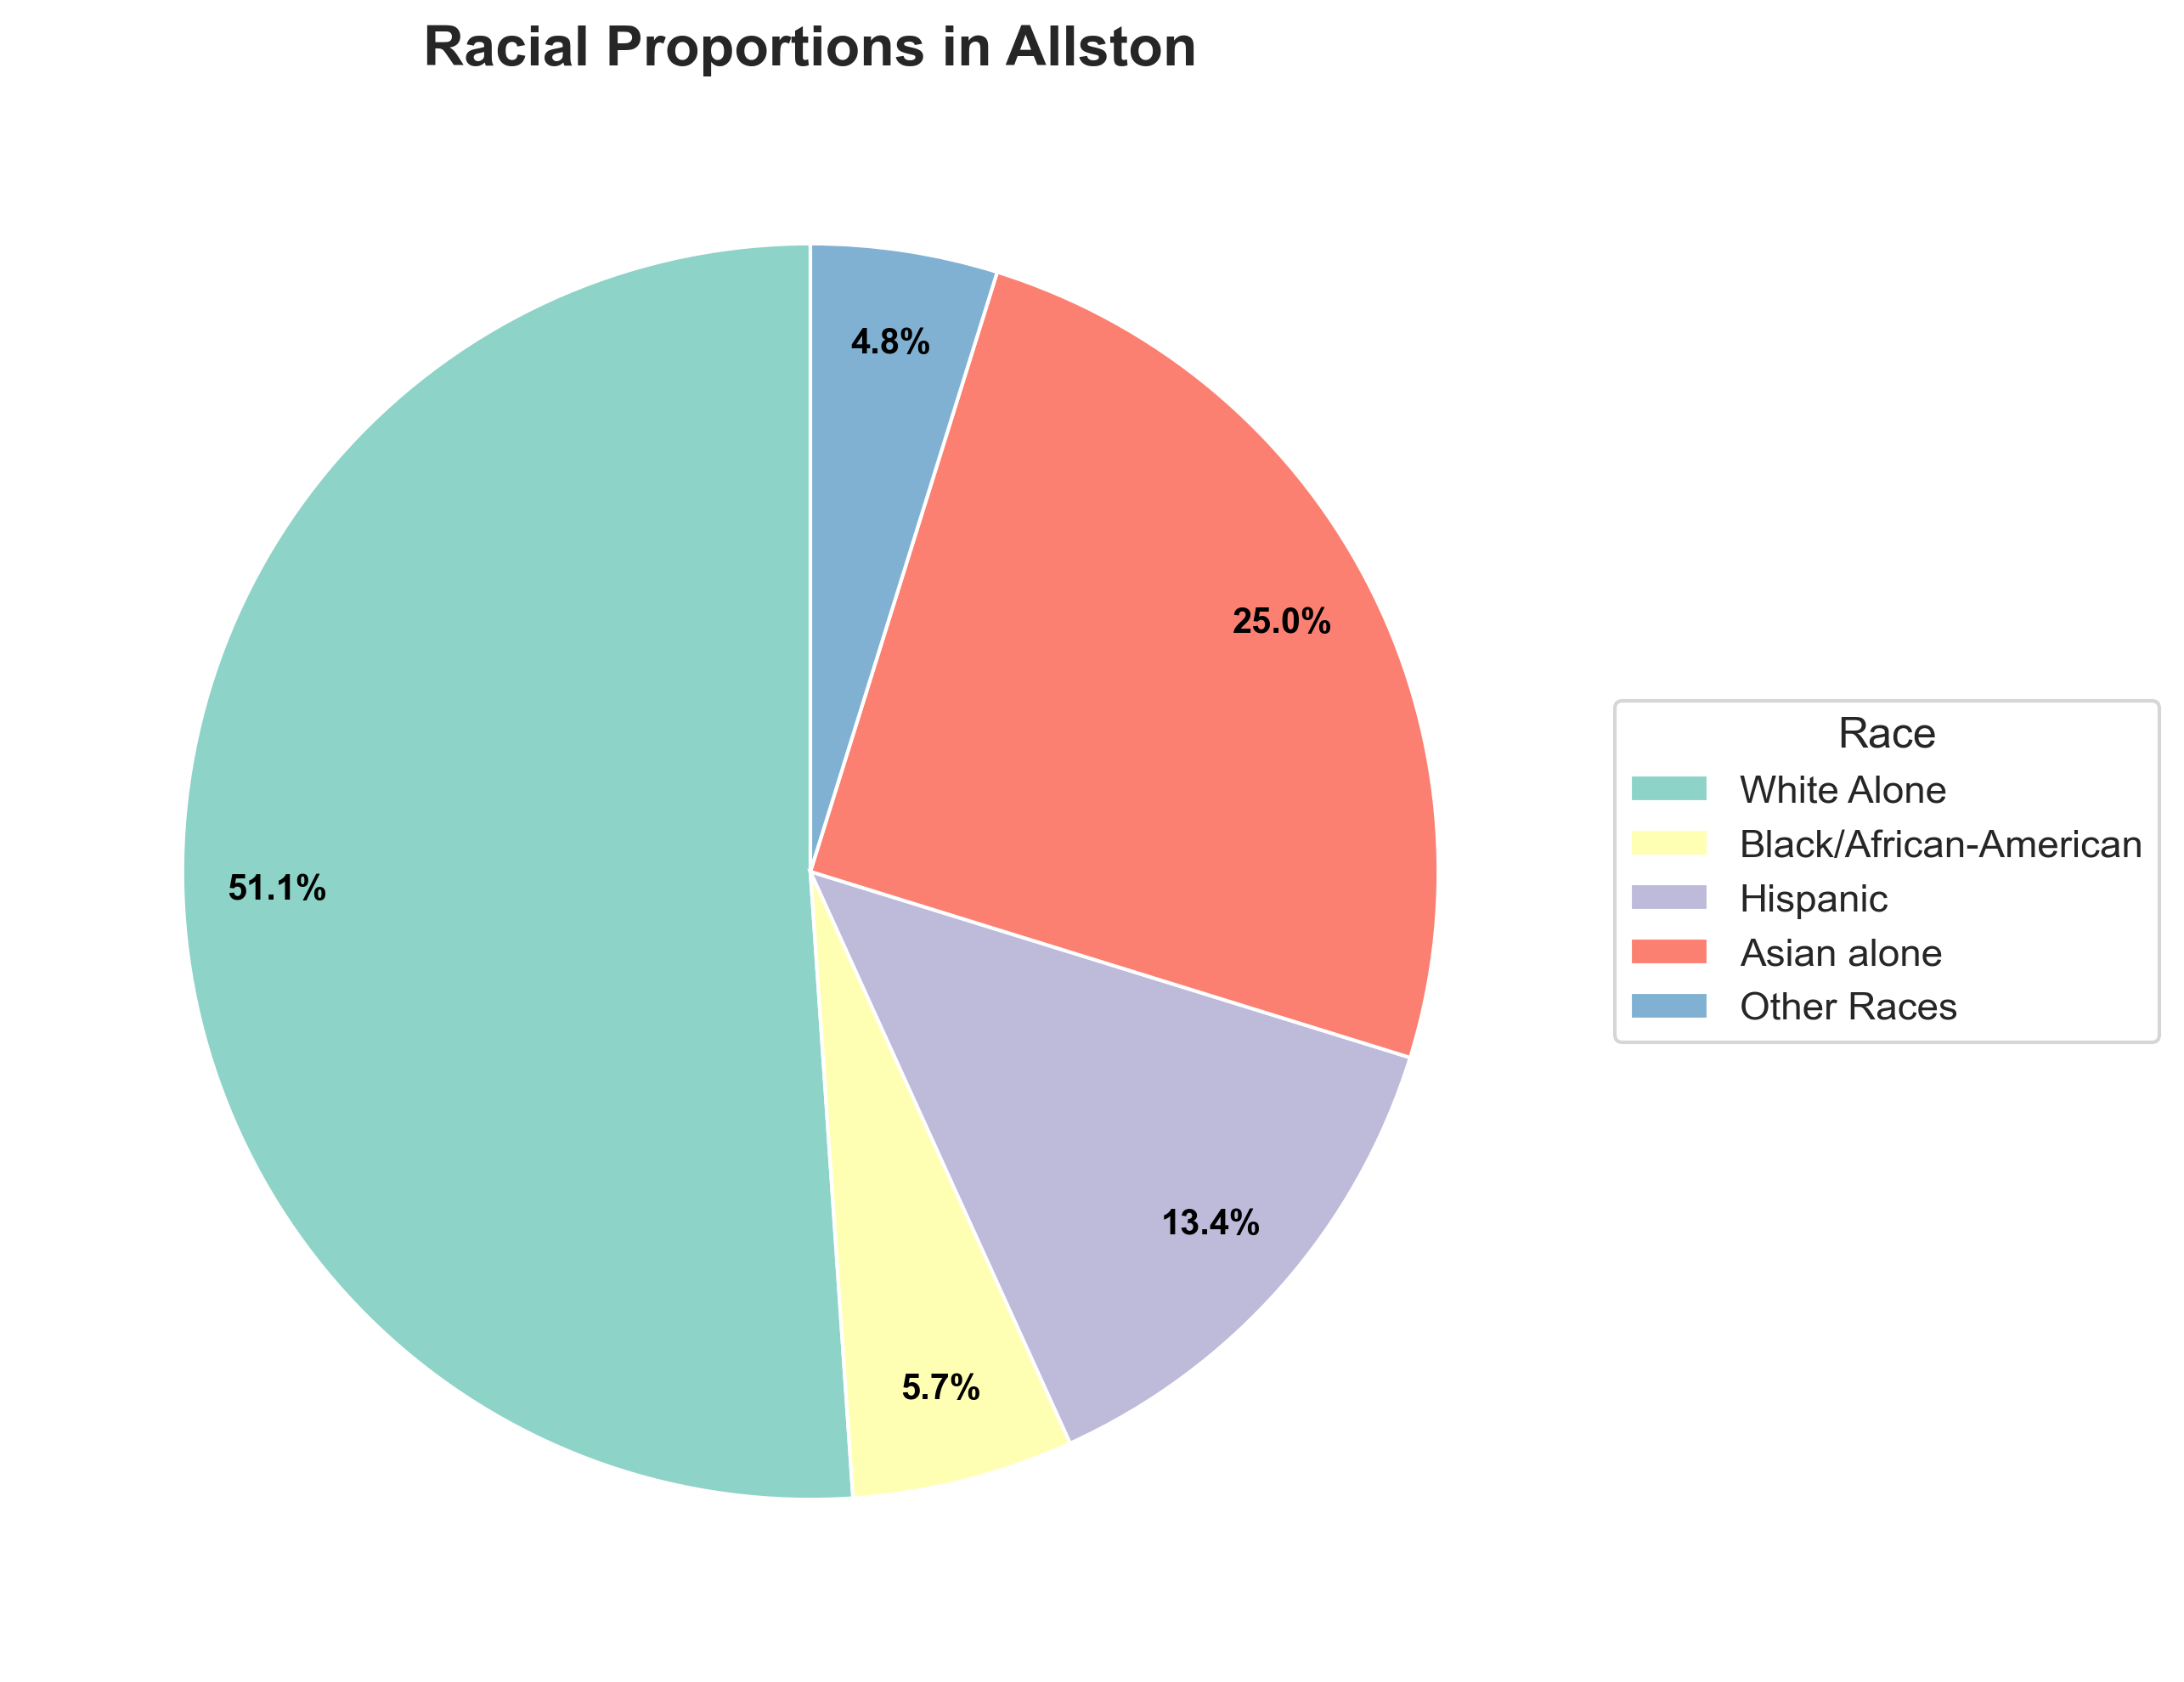 Racial Proportions in Allston
4.8%
25.0%
51.1%
13.4%
5.7%
Race
White Alone
Black/African-American
Hispanic
Asian alone
Other Races